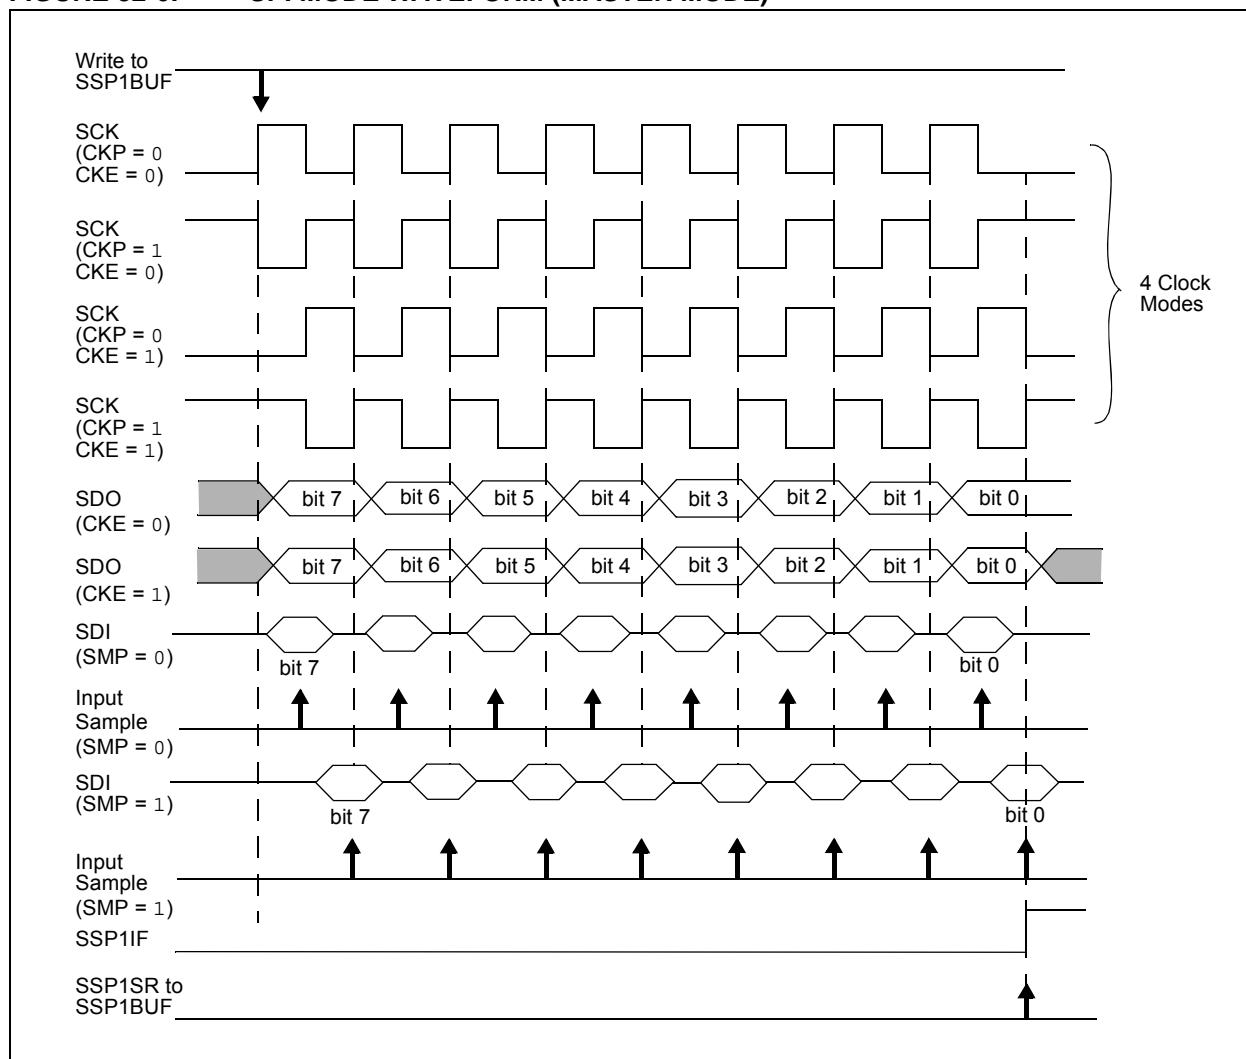 Write to
SSP1BUF
SCK
(CKP = 0
CKE = 0)
SCK
(CKP = 1
CKE = 0)
4 Clock
Modes
SCK
(CKP = 0
CKE = 1)
SCK
(CKP = 1
CKE = 1)
SDO
(CKE = 0)
bit 7 bit 6 bit 5 bit 4 bit 3 bit 2 bit 1 bit 0
SDO
(CKE = 1)
bit 7 bit 6 bit 5 bit 4 bit 3 bit 2 bit 1 bit 0
SDI
(SMP = 0)
bit 7 bit 0
Input
Sample
(SMP = 0)
SDI
(SMP = 1)
bit 7 bit 0
Input
Sample
(SMP = 1)
SSP1IF
SSP1SR to
SSP1BUF